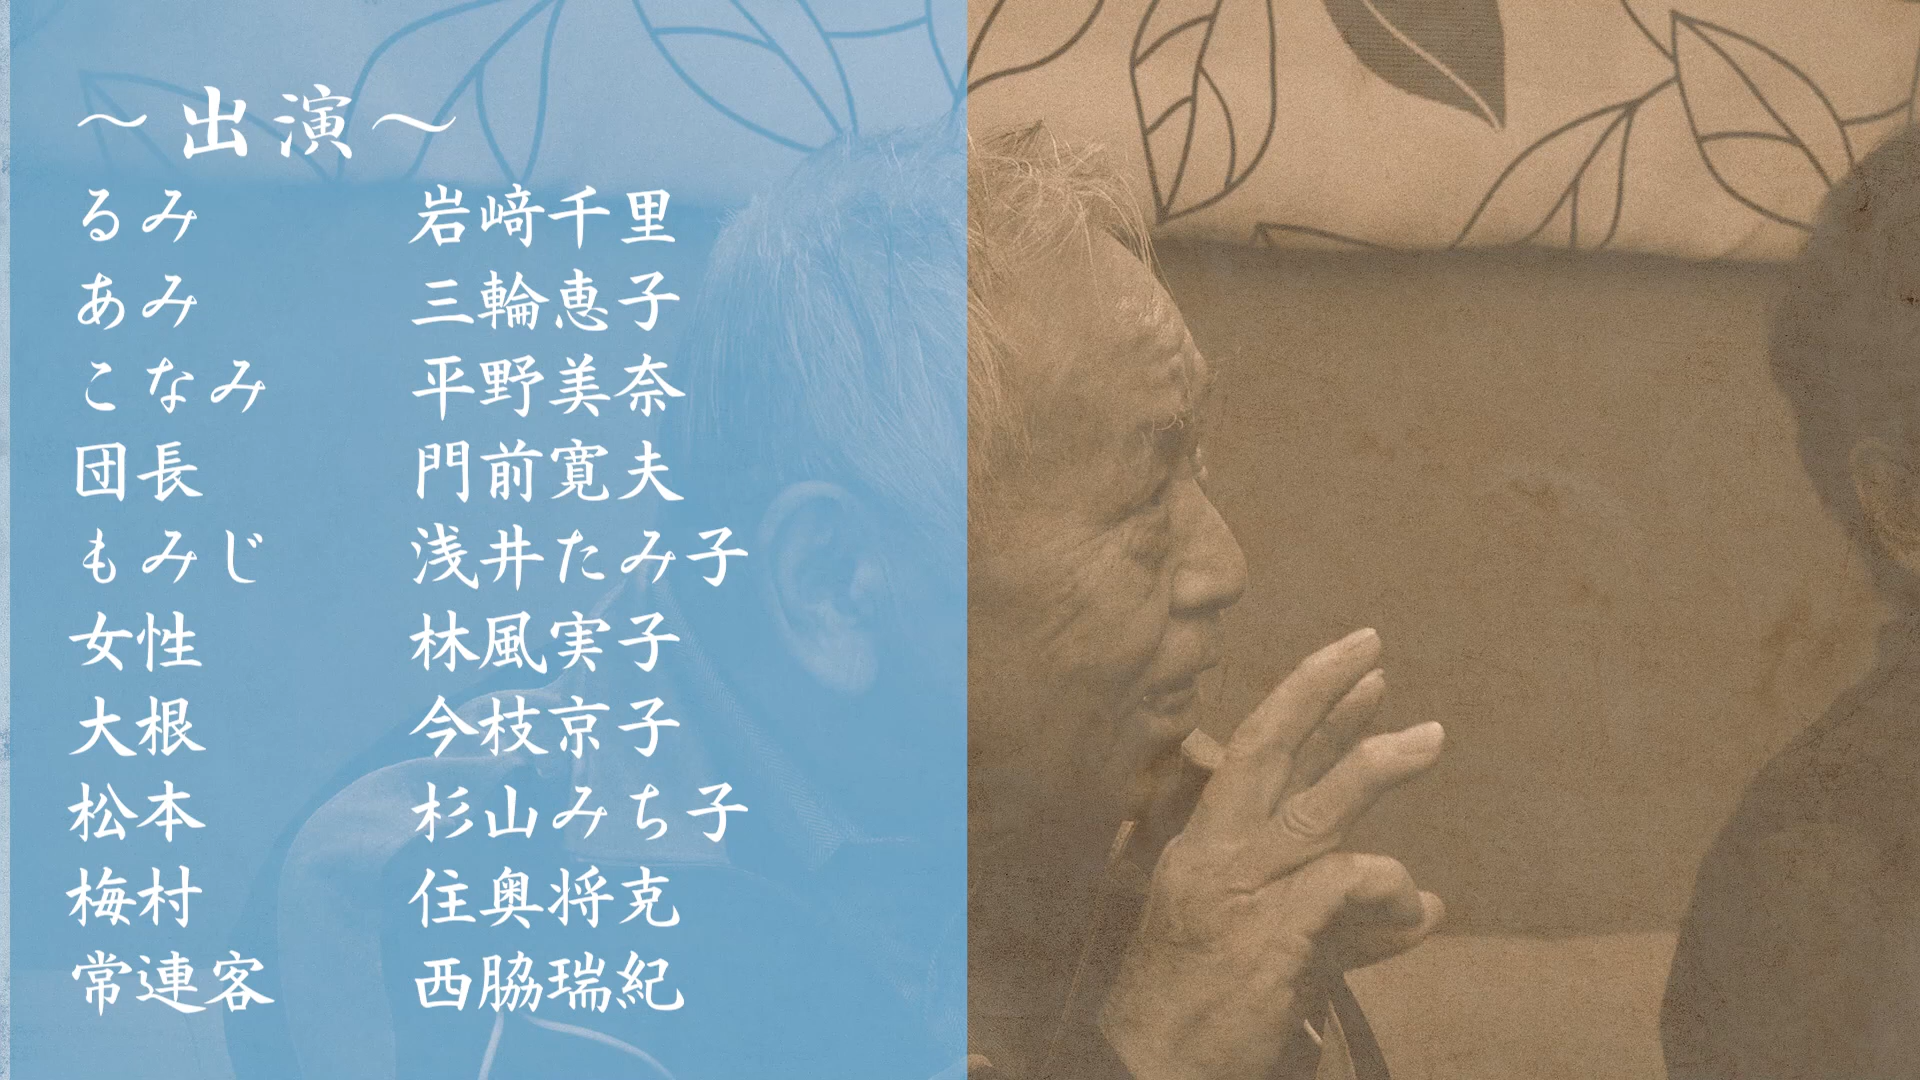 ～出演～
るみ　岩﨑千里
あみ　三輪恵子
こなみ　平野美奈
団長　門前寛夫
もみじ　浅井たみ子
女性　林風実子
大根　今枝京子
松本　杉山みち子
梅村　住奥将克
常連客　西脇瑞紀